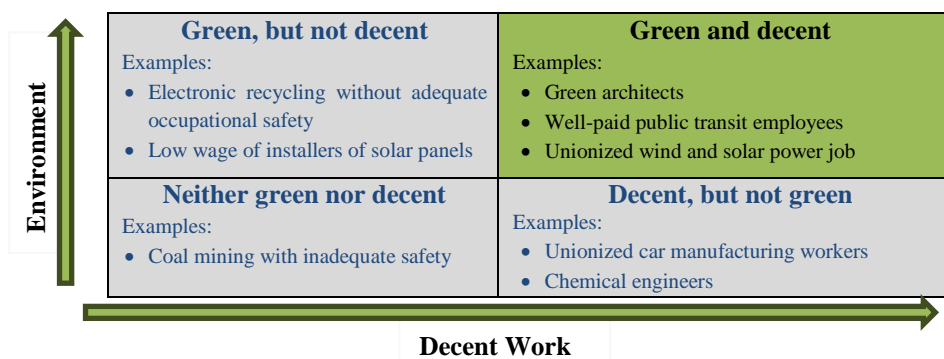 Environment
Green, but not decent
Examples:
• Electronic recycling without adequate
occupational safety
• Low wage of installers of solar panels
Green and decent
Examples:
• Green architects
• Well-paid public transit employees
• Unionized wind and solar power job
Neither green nor decent
Examples:
• Coal mining with inadequate safety
Decent, but not green
Examples:
• Unionized car manufacturing workers
• Chemical engineers
Decent Work